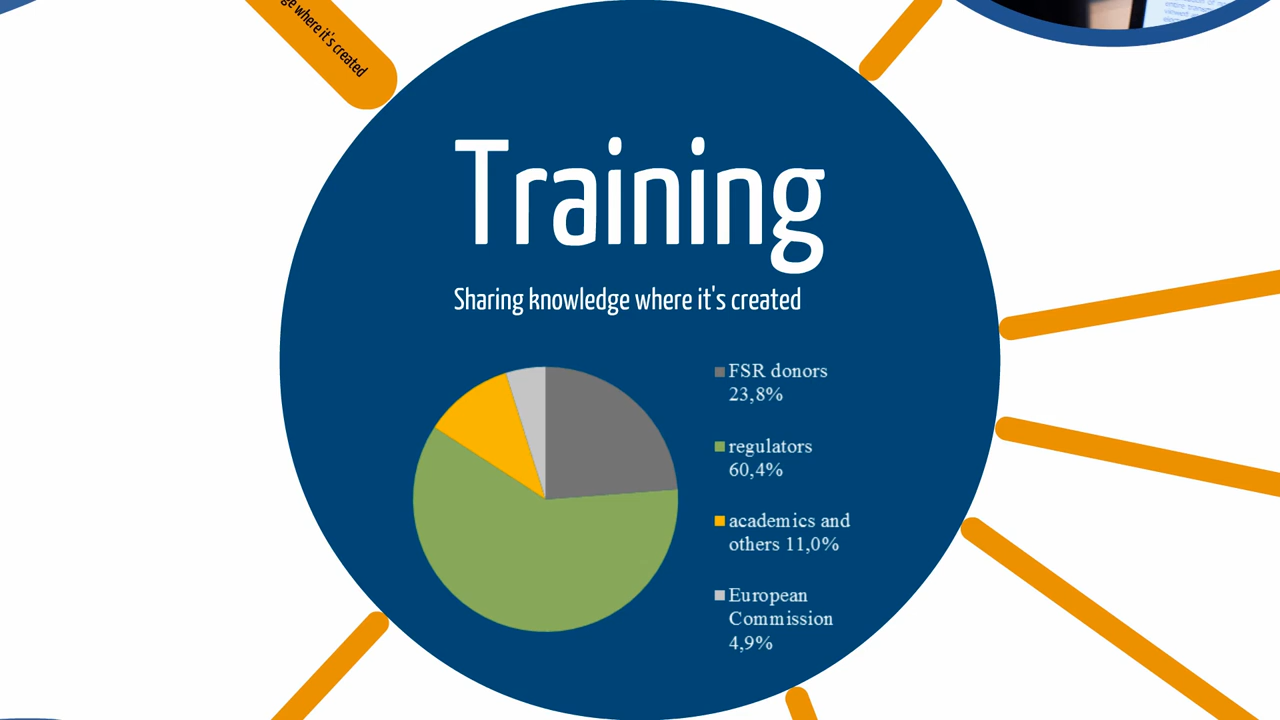 where it's created
Training
Sharing knowledge where it's created
FSR donors
23,8%
regulators
60,4%
academics and
others 11,0%
European
Commission
4,9%